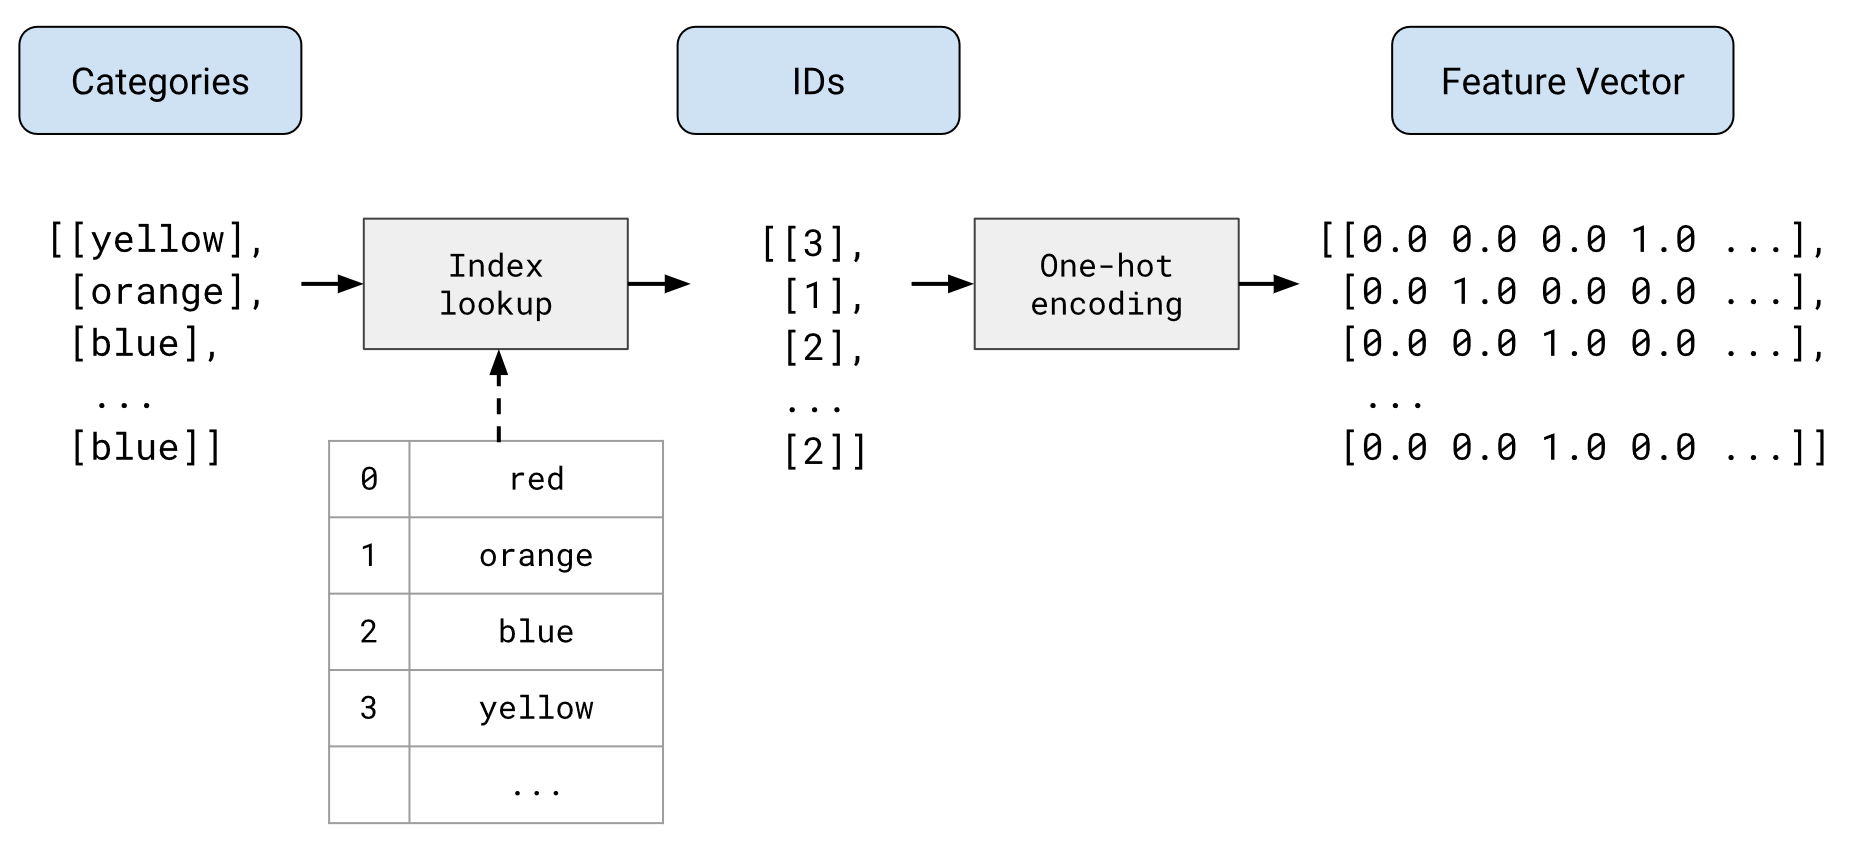 Categories
IDs
Feature Vector
[[yellow],
[orange],
[blue],
...
[blue]]
Index
lookup
[[3],
[1],
[2],
...
[2]]
One-hot
encoding
[[0.0 0.0 0.0 1.0 ...],
[0.0 1.0 0.0 0.0 ...],
[0.0 0.0 1.0 0.0 ...],
...
[0.0 0.0 1.0 0.0 ...]]
0 red
1 orange
2 blue
3 yellow
...